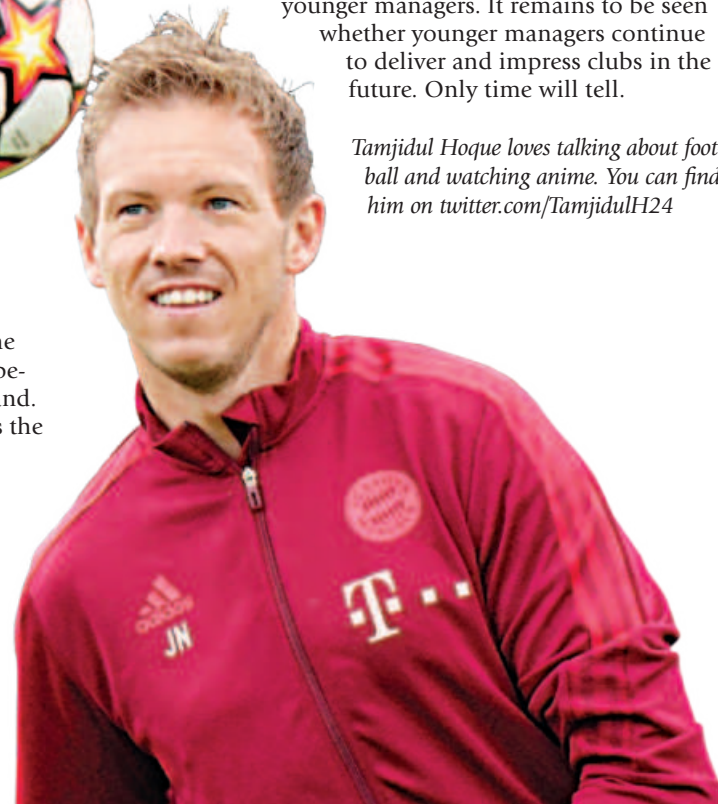 younger managers. It remains to be seen
whether younger managers continue
to deliver and impress clubs in the
future. Only time will tell.
Tamjidul Hoque loves talking about foot
ball and watching anime. You can find
him on twitter.com/TamjidulH24
be-
s the
adidas
JN
T